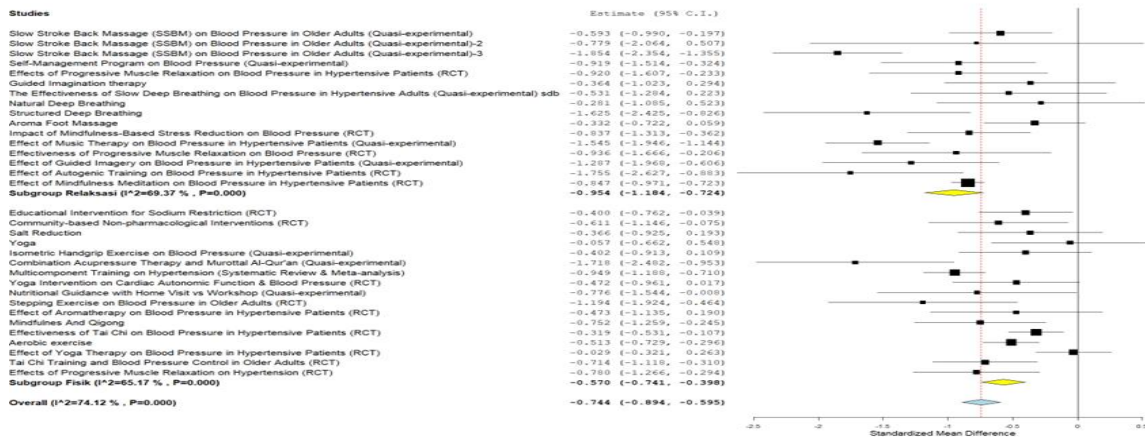 Studies Estimate (95% C.I.)
Slow Stroke Back Massage (SSBM) on Blood Pressure in Older Adults (Quasi-experimental) -0.593 (-0.990, -0.197)
Slow Stroke Back Massage (SSBM) on Blood Pressure in Older Adults (Quasi-experimental)-2 -0.779 (-2.064, 0.507)
Slow Stroke Back Massage (SSBM) on Blood Pressure in Older Adults (Quasi-experimental)-3 -1.854 (-2.354, -1.355)
Self-Management Program on Blood Pressure (Quasi-experimental) -0.919 (-1.514, -0.324)
Effects of Progressive Muscle Relaxation on Blood Pressure in Hypertensive Patients (RCT) -0.920 (-1.607, -0.233)
Guided Imagination therapy -0.364 (-1.023, 0.294)
The Effectiveness of Slow Deep Breathing on Blood Pressure in Hypertensive Adults (Quasi-experimental) sdb -0.531 (-1.284, 0.223)
Natural Deep Breathing -0.281 (-1.085, 0.523)
Structured Deep Breathing -1.625 (-2.425, -0.826)
Aroma Foot Massage -0.332 (-0.722, 0.059)
Impact of Mindfulness-Based Stress Reduction on Blood Pressure (RCT) -0.837 (-1.313, -0.362)
Effect of Music Therapy on Blood Pressure in Hypertensive Patients (Quasi-experimental) -1.545 (-1.946, -1.144)
Effectiveness of Progressive Muscle Relaxation on Blood Pressure (RCT) -0.936 (-1.666, -0.206)
Effect of Guided Imagery on Blood Pressure in Hypertensive Patients (Quasi-experimental) -1.287 (-1.968, -0.606)
Effect of Autogenic Training on Blood Pressure in Hypertensive Patients (RCT) -1.755 (-2.627, -0.883)
Effect of Mindfulness Meditation on Blood Pressure in Hypertensive Patients (RCT) -0.847 (-0.971, -0.723)
Subgroup Relaksasi (I^2=69.37 % , P=0.000) -0.954 (-1.184, -0.724)
Educational Intervention for Sodium Restriction (RCT) -0.400 (-0.762, -0.039)
Community-based Non-pharmacological Interventions (RCT) -0.611 (-1.146, -0.075)
Salt Reduction -0.366 (-0.925, 0.193)
Yoga -0.057 (-0.662, 0.548)
Isometric Handgrip Exercise on Blood Pressure (Quasi-experimental) -0.402 (-0.913, 0.109)
Combination Acupressure Therapy and Murottal Al-Qur'an (Quasi-experimental) -1.718 (-2.482, -0.953)
Multicomponent Training on Hypertension (Systematic Review & Meta-analysis) -0.949 (-1.188, -0.710)
Yoga Intervention on Cardiac Autonomic Function & Blood Pressure (RCT) -0.472 (-0.961, 0.017)
Nutritional Guidance with Home Visit vs Workshop (Quasi-experimental) -0.776 (-1.544, -0.008)
Stepping Exercise on Blood Pressure in Older Adults (RCT) -1.194 (-1.924, -0.464)
Effect of Aromatherapy on Blood Pressure in Hypertensive Patients (RCT) -0.473 (-1.135, 0.190)
Mindfulnes And Qigong -0.752 (-1.259, -0.245)
Effectiveness of Tai Chi on Blood Pressure in Hypertensive Patients (RCT) -0.319 (-0.531, -0.107)
Aerobic exercise -0.513 (-0.729, -0.296)
Effect of Yoga Therapy on Blood Pressure in Hypertensive Patients (RCT) -0.029 (-0.321, 0.263)
Tai Chi Training and Blood Pressure Control in Older Adults (RCT) -0.714 (-1.118, -0.310)
Effects of Progressive Muscle Relaxation on Hypertension (RCT) -0.780 (-1.266, -0.294)
Subgroup Fisik (I^2=65.17 % , P=0.000) -0.570 (-0.741, -0.398)
Overall (I^2=74.12 % , P=0.000) -0.744 (-0.894, -0.595)
-2.5 -2 -1.5 -1 -0.5 0 0.5
Standardized Mean Difference